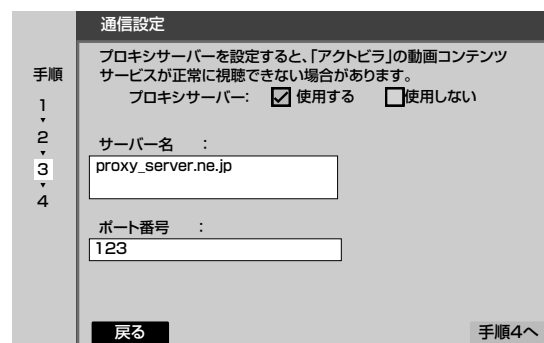 通信設定
手順
1
2
3
4
プロキシサーバーを設定すると、「アクトビラ」の動画コンテンツ
サービスが正常に視聴できない場合があります。
プロキシサーバー: 使用する 使用しない
サーバー名 :
proxy_server.ne.jp
ポート番号 :
123
戻る
手順4へ